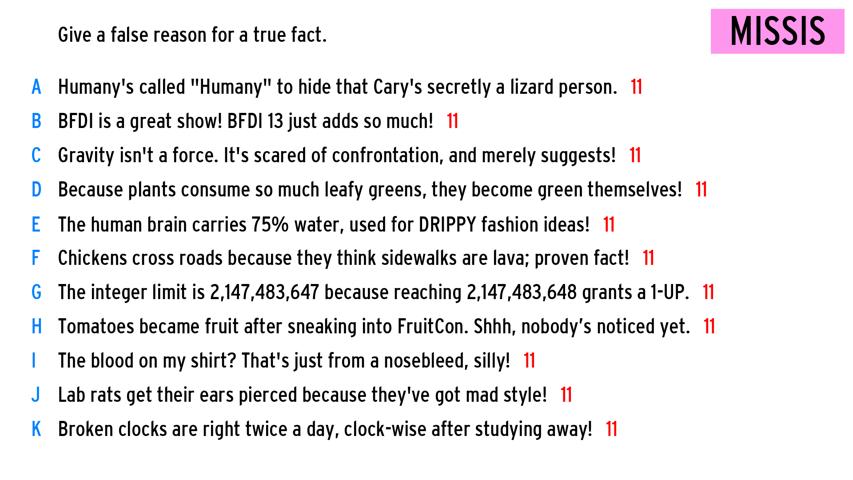 Give a false reason for a true fact.
MISSIS
A Humany's called "Humany" to hide that Cary's secretly a lizard person. 11
B BFDI is a great show! BFDI 13 just adds so much! 11
C Gravity isn't a force. It's scared of confrontation, and merely suggests! 11
D Because plants consume so much leafy greens, they become green themselves! 11
E The human brain carries 75% water, used for DRIPPY fashion ideas! 11
F Chickens cross roads because they think sidewalks are lava; proven fact! 11
G The integer limit is 2,147,483,647 because reaching 2,147,483,648 grants a 1-UP. 11
H Tomatoes became fruit after sneaking into FruitCon. Shhh, nobody’s noticed yet. 11
I The blood on my shirt? That's just from a nosebleed, silly! 11
J Lab rats get their ears pierced because they've got mad style! 11
K Broken clocks are right twice a day, clock-wise after studying away! 11